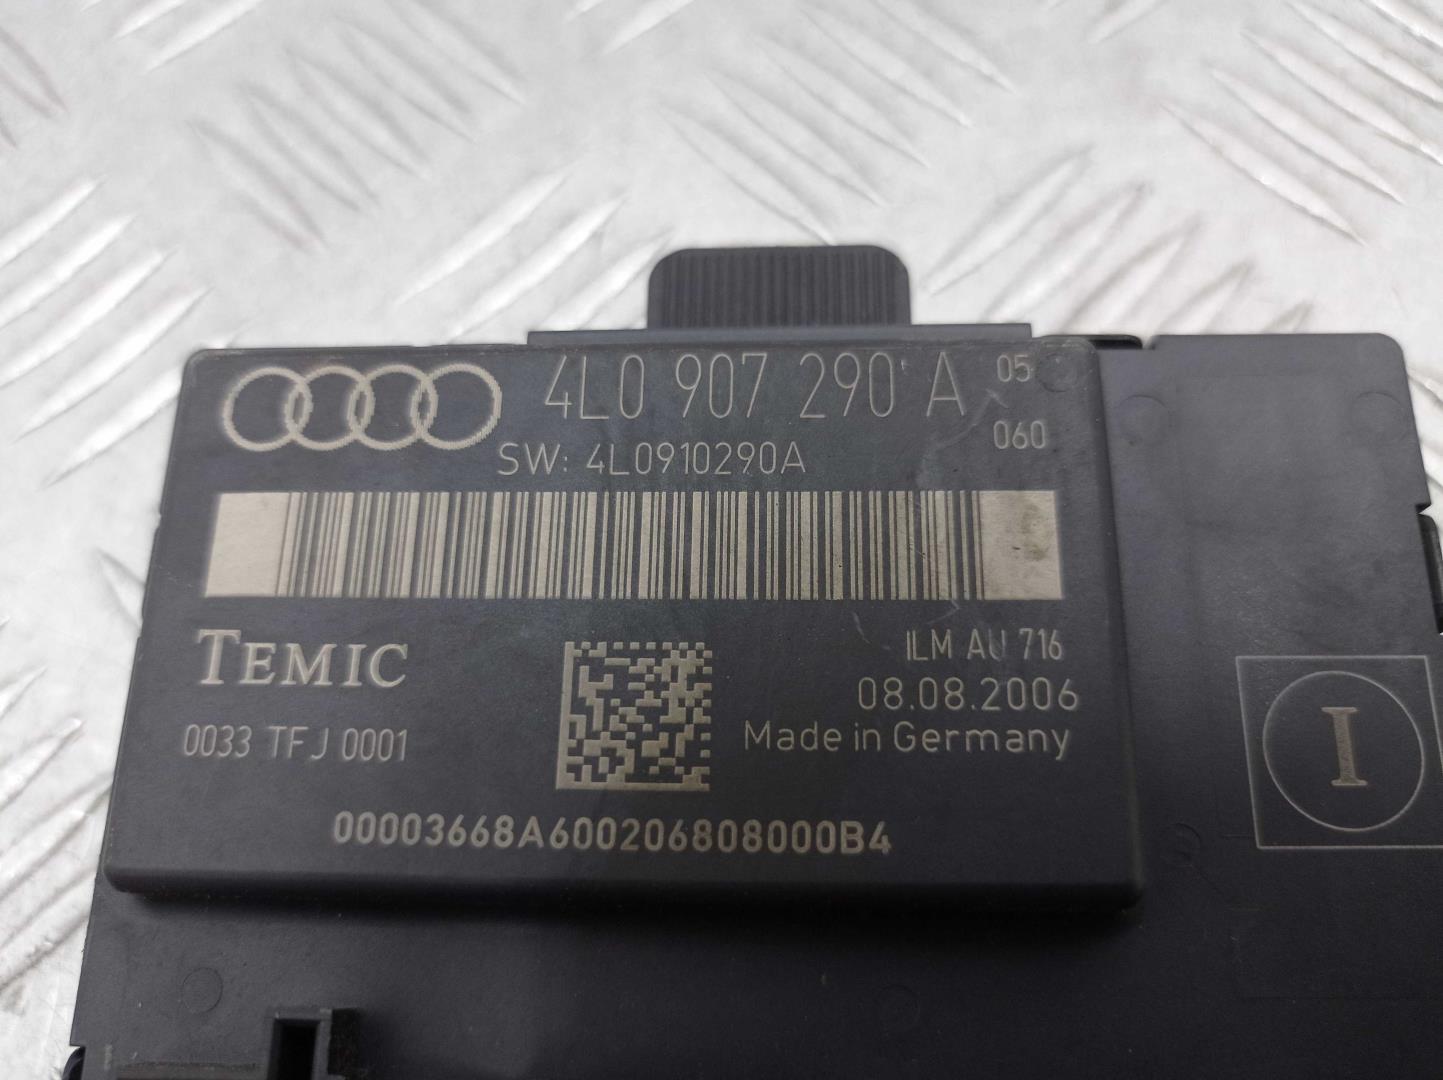 4L0 907 290 A 05
060
SW: 4L0910290A
TEMIC
ILM AU 716
08.08.2006
0033 TFJ 0001
Made in Germany
00003668A600206808000B4
I